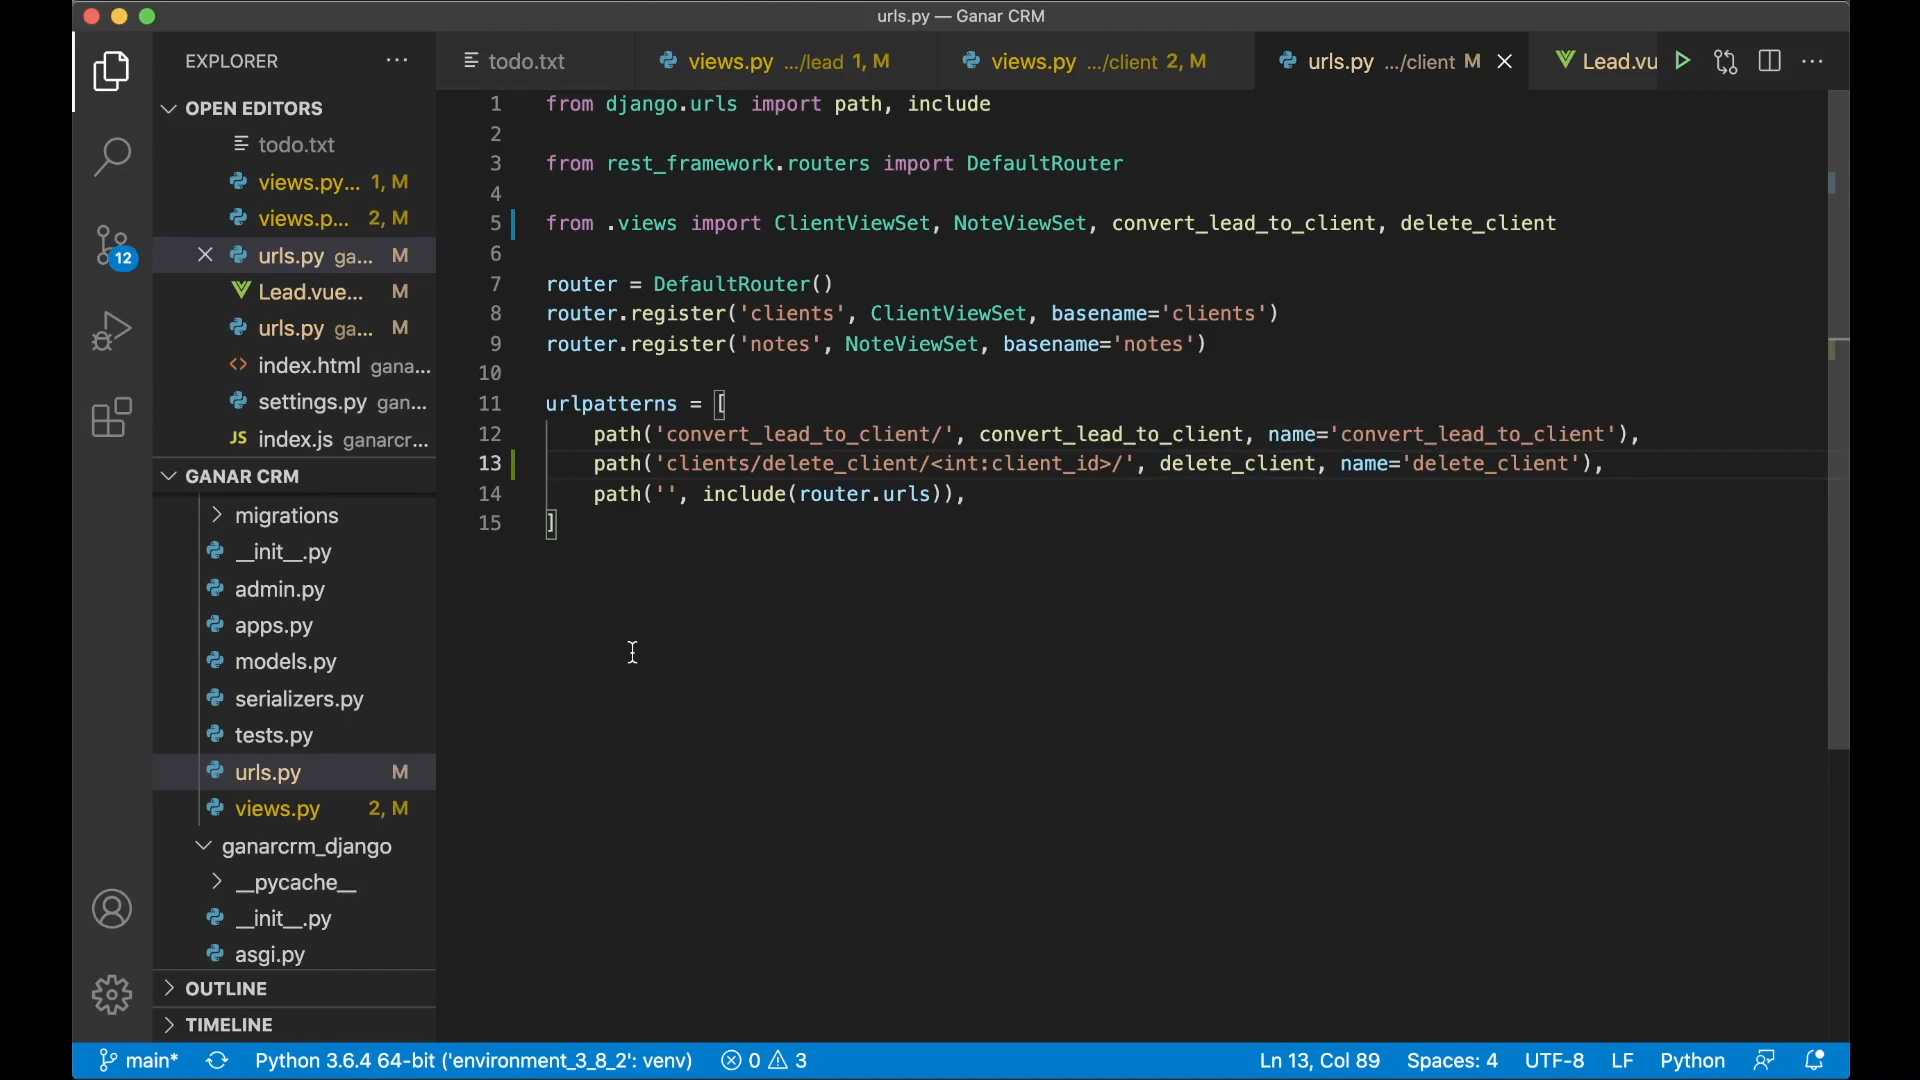 urls.py — Ganar CRM
EXPLORER
todo.txt
views.py .../lead 1, M
views.py .../client 2, M
urls.py .../client M
Lead.vu
OPEN EDITORS
todo.txt
views.py... 1, M
views.p... 2, M
urls.py ga... M
Lead.vue... M
urls.py ga... M
index.html gana...
settings.py gan...
JS index.js ganarcr...
12
GANAR CRM
migrations
__init__.py
admin.py
apps.py
models.py
serializers.py
tests.py
urls.py M
views.py 2, M
ganarcrm_django
__pycache__
__init__.py
asgi.py
OUTLINE
TIMELINE
1 from django.urls import path, include
2
3 from rest_framework.routers import DefaultRouter
4
5 from .views import ClientViewSet, NoteViewSet, convert_lead_to_client, delete_client
6
7 router = DefaultRouter()
8 router.register('clients', ClientViewSet, basename='clients')
9 router.register('notes', NoteViewSet, basename='notes')
10
11 urlpatterns = [
12 path('convert_lead_to_client/', convert_lead_to_client, name='convert_lead_to_client'),
13 path('clients/delete_client/<int:client_id>/', delete_client, name='delete_client'),
14 path('', include(router.urls)),
15 ]
main* Python 3.6.4 64-bit ('environment_3_8_2': venv) 0 3 Ln 13, Col 89 Spaces: 4 UTF-8 LF Python